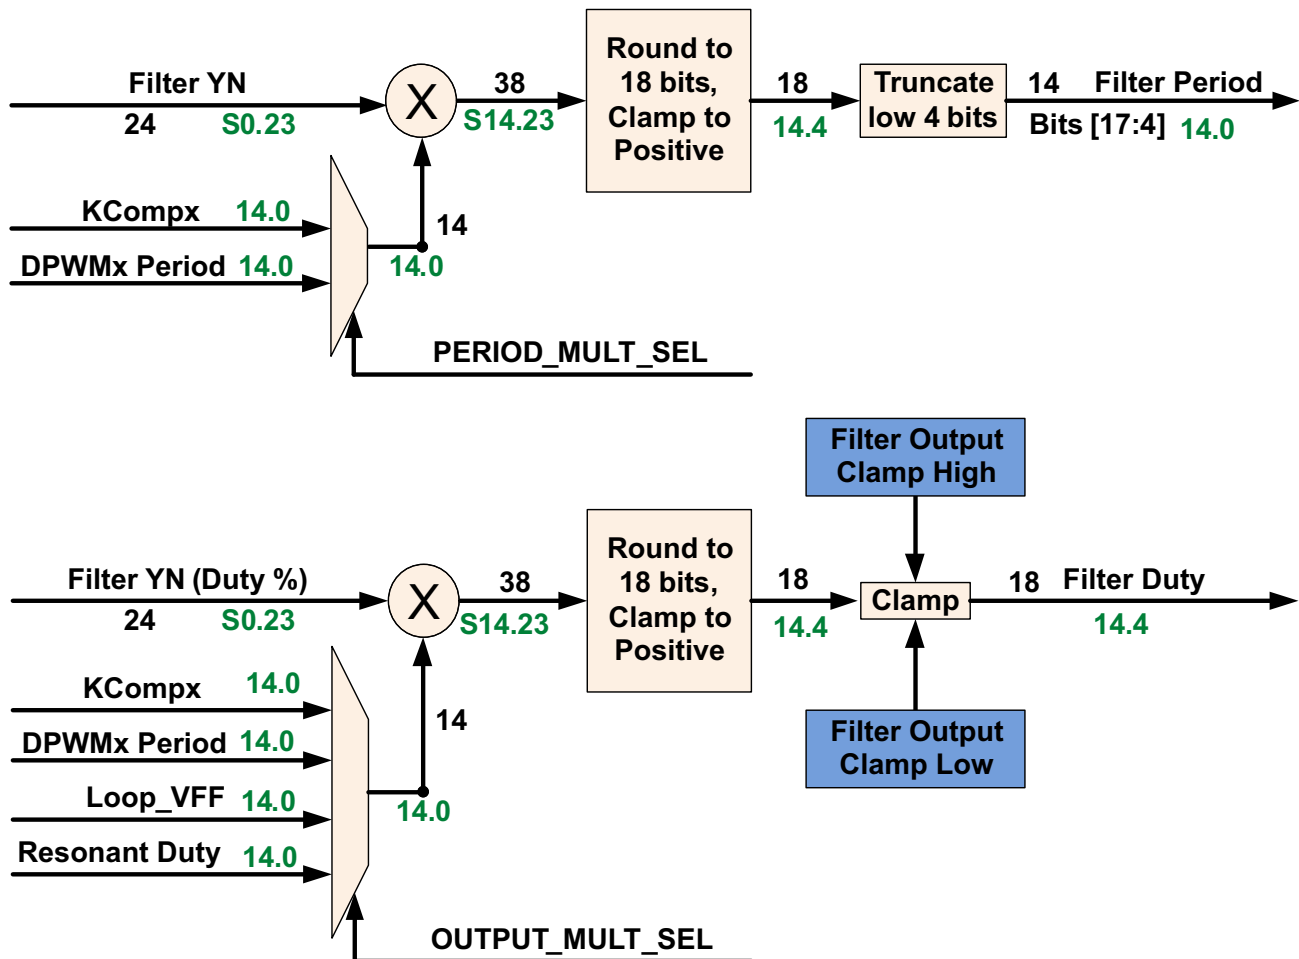 Filter YN
24
S0.23
X
38
S14.23
Round to
18 bits,
Clamp to
Positive
18
14.4
Truncate
low 4 bits
14
Filter Period
Bits [17:4]
14.0
KCompx
14.0
DPWMx Period
14.0
14
14.0
PERIOD_MULT_SEL
Filter Output
Clamp High
Filter YN (Duty %)
24
S0.23
X
38
S14.23
Round to
18 bits,
Clamp to
Positive
18
14.4
Clamp
18
Filter Duty
14.4
KCompx
14.0
DPWMx Period
14.0
Loop_VFF
14.0
Resonant Duty
14.0
14
14.0
Filter Output
Clamp Low
OUTPUT_MULT_SEL